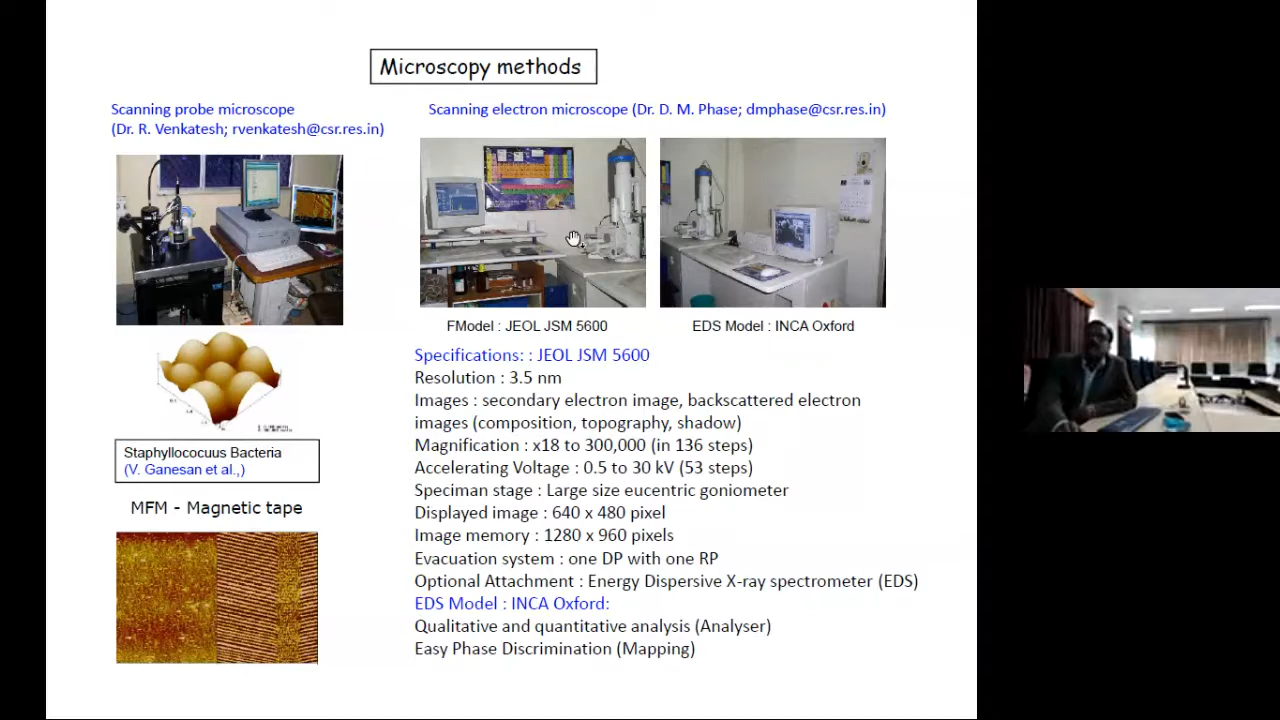 Microscopy methods
Scanning probe microscope
(Dr. R. Venkatesh; rvenkatesh@csr.res.in)
Scanning electron microscope (Dr. D. M. Phase; dmphase@csr.res.in)
FModel : JEOL JSM 5600
EDS Model : INCA Oxford
Staphyllococuus Bacteria
(V. Ganesan et al.,)
MFM - Magnetic tape
Specifications: : JEOL JSM 5600
Resolution : 3.5 nm
Images : secondary electron image, backscattered electron
images (composition, topography, shadow)
Magnification : x18 to 300,000 (in 136 steps)
Accelerating Voltage : 0.5 to 30 kV (53 steps)
Speciman stage : Large size eucentric goniometer
Displayed image : 640 x 480 pixel
Image memory : 1280 x 960 pixels
Evacuation system : one DP with one RP
Optional Attachment : Energy Dispersive X-ray spectrometer (EDS)
EDS Model : INCA Oxford:
Qualitative and quantitative analysis (Analyser)
Easy Phase Discrimination (Mapping)